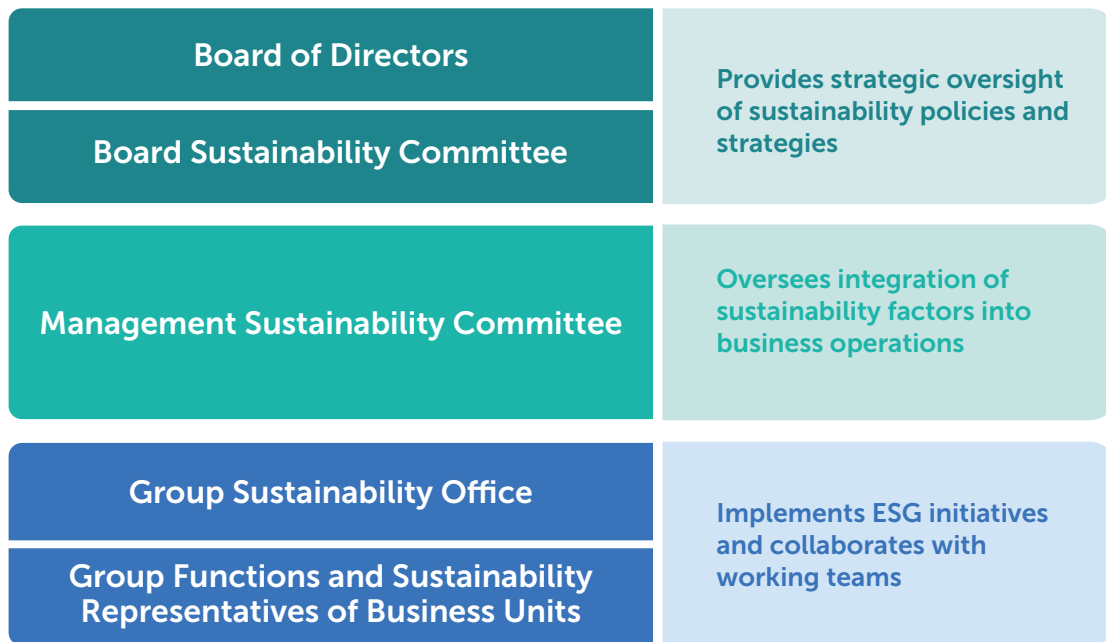 Board of Directors
Board Sustainability Committee
Provides strategic oversight
of sustainability policies and
strategies
Management Sustainability Committee
Oversees integration of
sustainability factors into
business operations
Group Sustainability Office
Group Functions and Sustainability
Representatives of Business Units
Implements ESG initiatives
and collaborates with
working teams